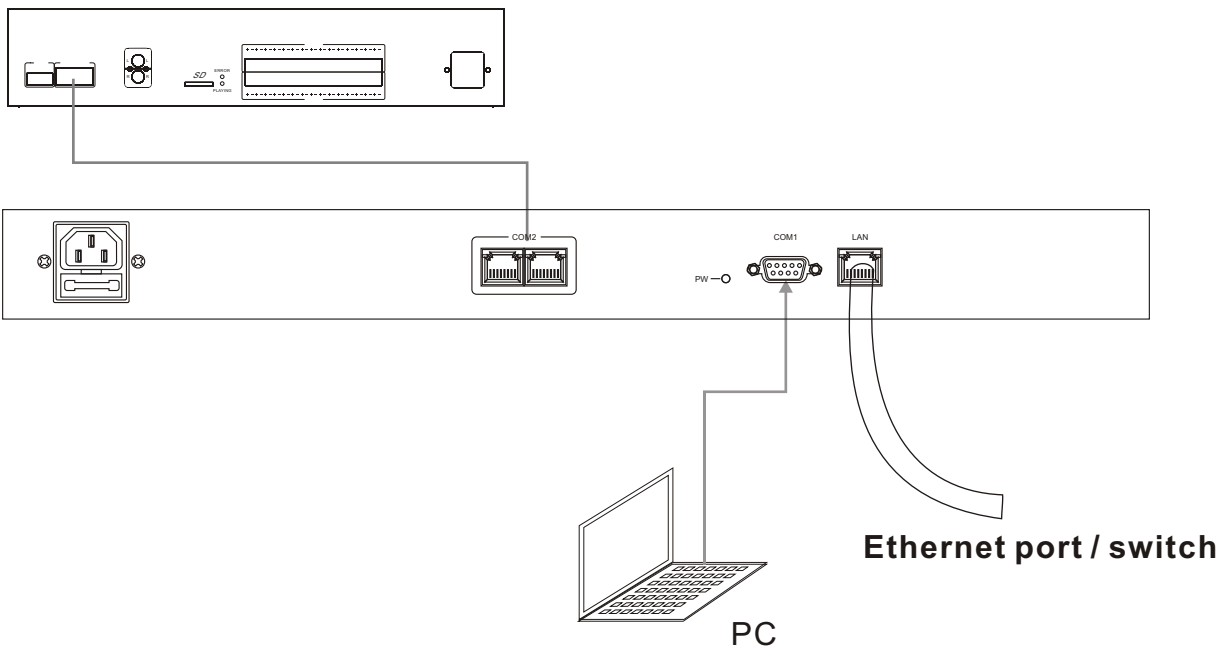 L L
R R
SD
ERROR
PLAYING
COM2
COM1
LAN
PW
Ethernet port / switch
PC